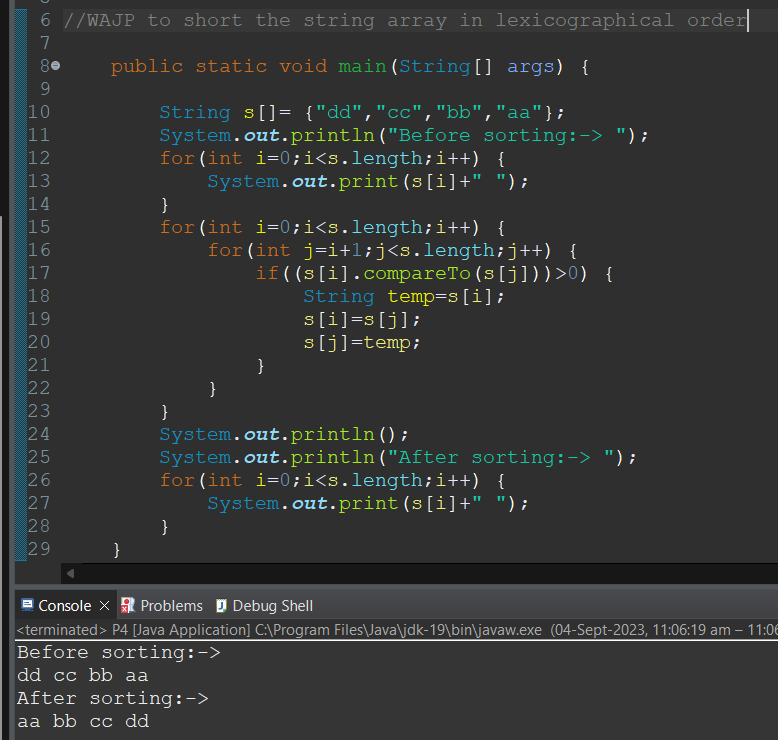 6 //WAJP to short the string array in lexicographical order
7
8 public static void main(String[] args) {
9
10 String s[]= {"dd","cc","bb","aa"};
11 System.out.println("Before sorting:-> ");
12 for(int i=0;i<s.length;i++) {
13 System.out.print(s[i]+" ");
14 }
15 for(int i=0;i<s.length;i++) {
16 for(int j=i+1;j<s.length;j++) {
17 if((s[i].compareTo(s[j]))>0) {
18 String temp=s[i];
19 s[i]=s[j];
20 s[j]=temp;
21 }
22 }
23 }
24 System.out.println();
25 System.out.println("After sorting:-> ");
26 for(int i=0;i<s.length;i++) {
27 System.out.print(s[i]+" ");
28 }
29 }
Console Problems Debug Shell
<terminated> P4 [Java Application] C:\Program Files\Java\jdk-19\bin\javaw.exe (04-Sept-2023, 11:06:19 am – 11:06
Before sorting:->
dd cc bb aa
After sorting:->
aa bb cc dd